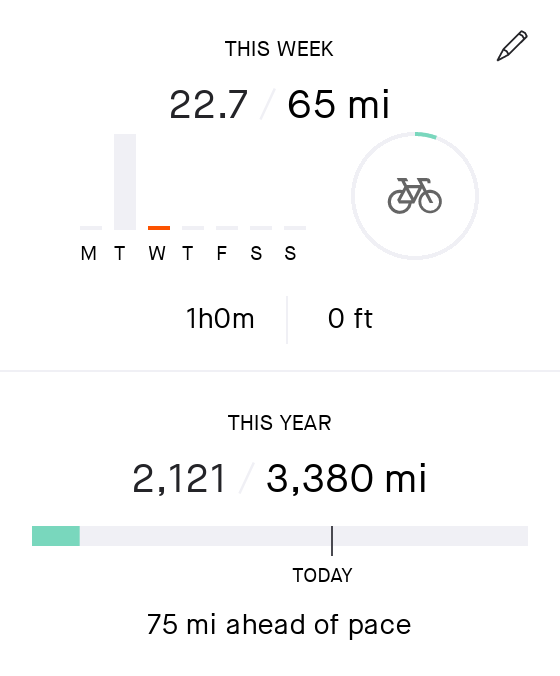 THIS WEEK
22.7 / 65 mi
M T W T F S S
1h0m 0 ft
THIS YEAR
2,121 / 3,380 mi
TODAY
75 mi ahead of pace